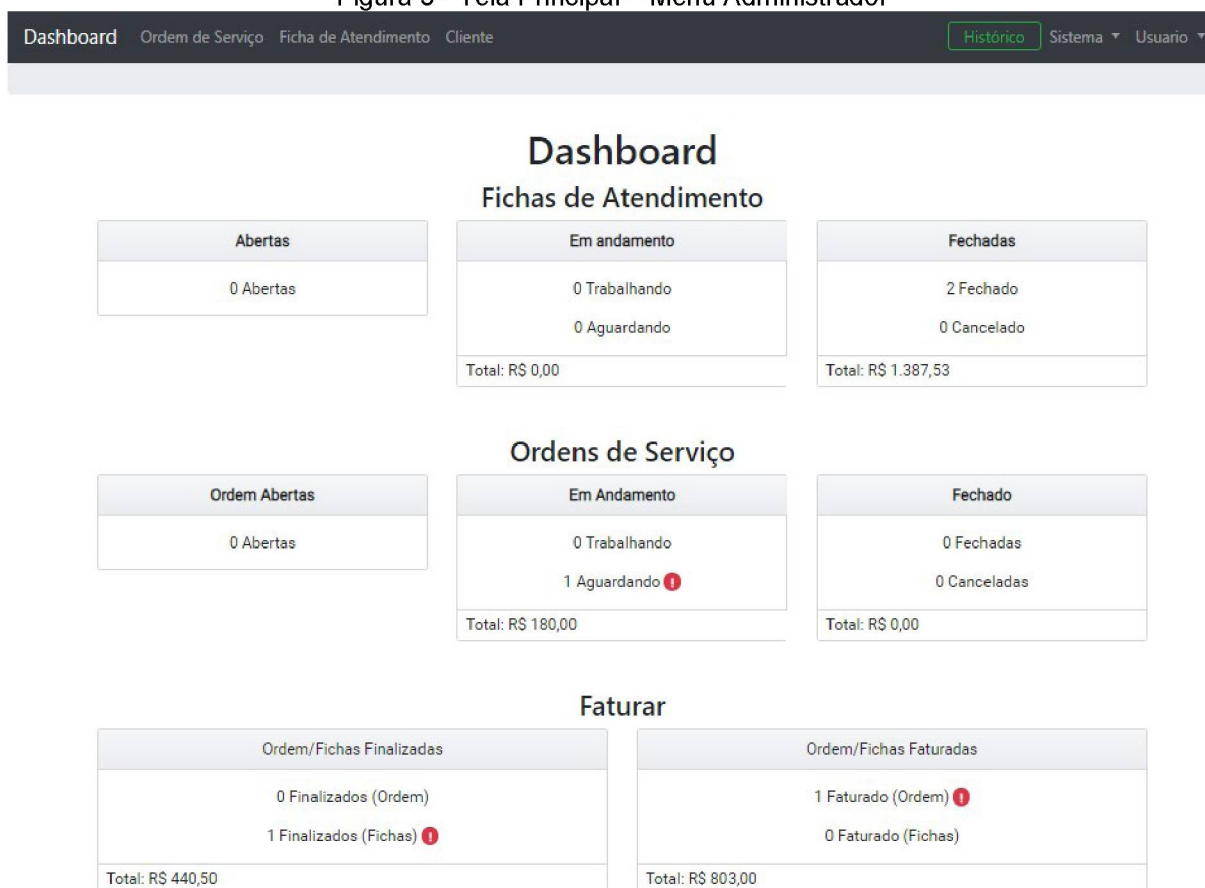 Tela Principal Menu Administrador
Dashboard Ordem de Serviço Ficha de Atendimento Cliente Histórico Sistema Usuario
Dashboard
Fichas de Atendimento
Abertas Em andamento Fechadas
0 Abertas 0 Trabalhando 2 Fechado
0 Aguardando 0 Cancelado
Total: R$ 0,00 Total: R$ 1.387,53
Ordens de Serviço
Ordem Abertas Em Andamento Fechado
0 Abertas 0 Trabalhando 0 Fechadas
1 Aguardando 0 Canceladas
Total: R$ 180,00 Total: R$ 0,00
Faturar
Ordem/Fichas Finalizadas Ordem/Fichas Faturadas
0 Finalizados (Ordem) 1 Faturado (Ordem)
1 Finalizados (Fichas) 0 Faturado (Fichas)
Total: R$ 440,50 Total: R$ 803,00